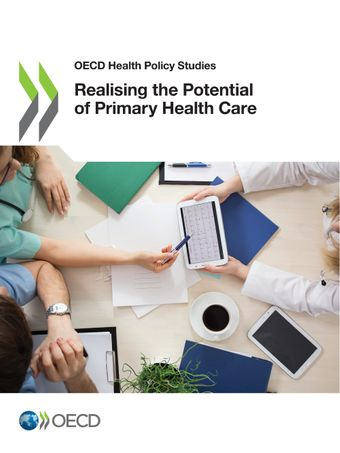 OECD Health Policy Studies
Realising the Potential
of Primary Health Care
OECD